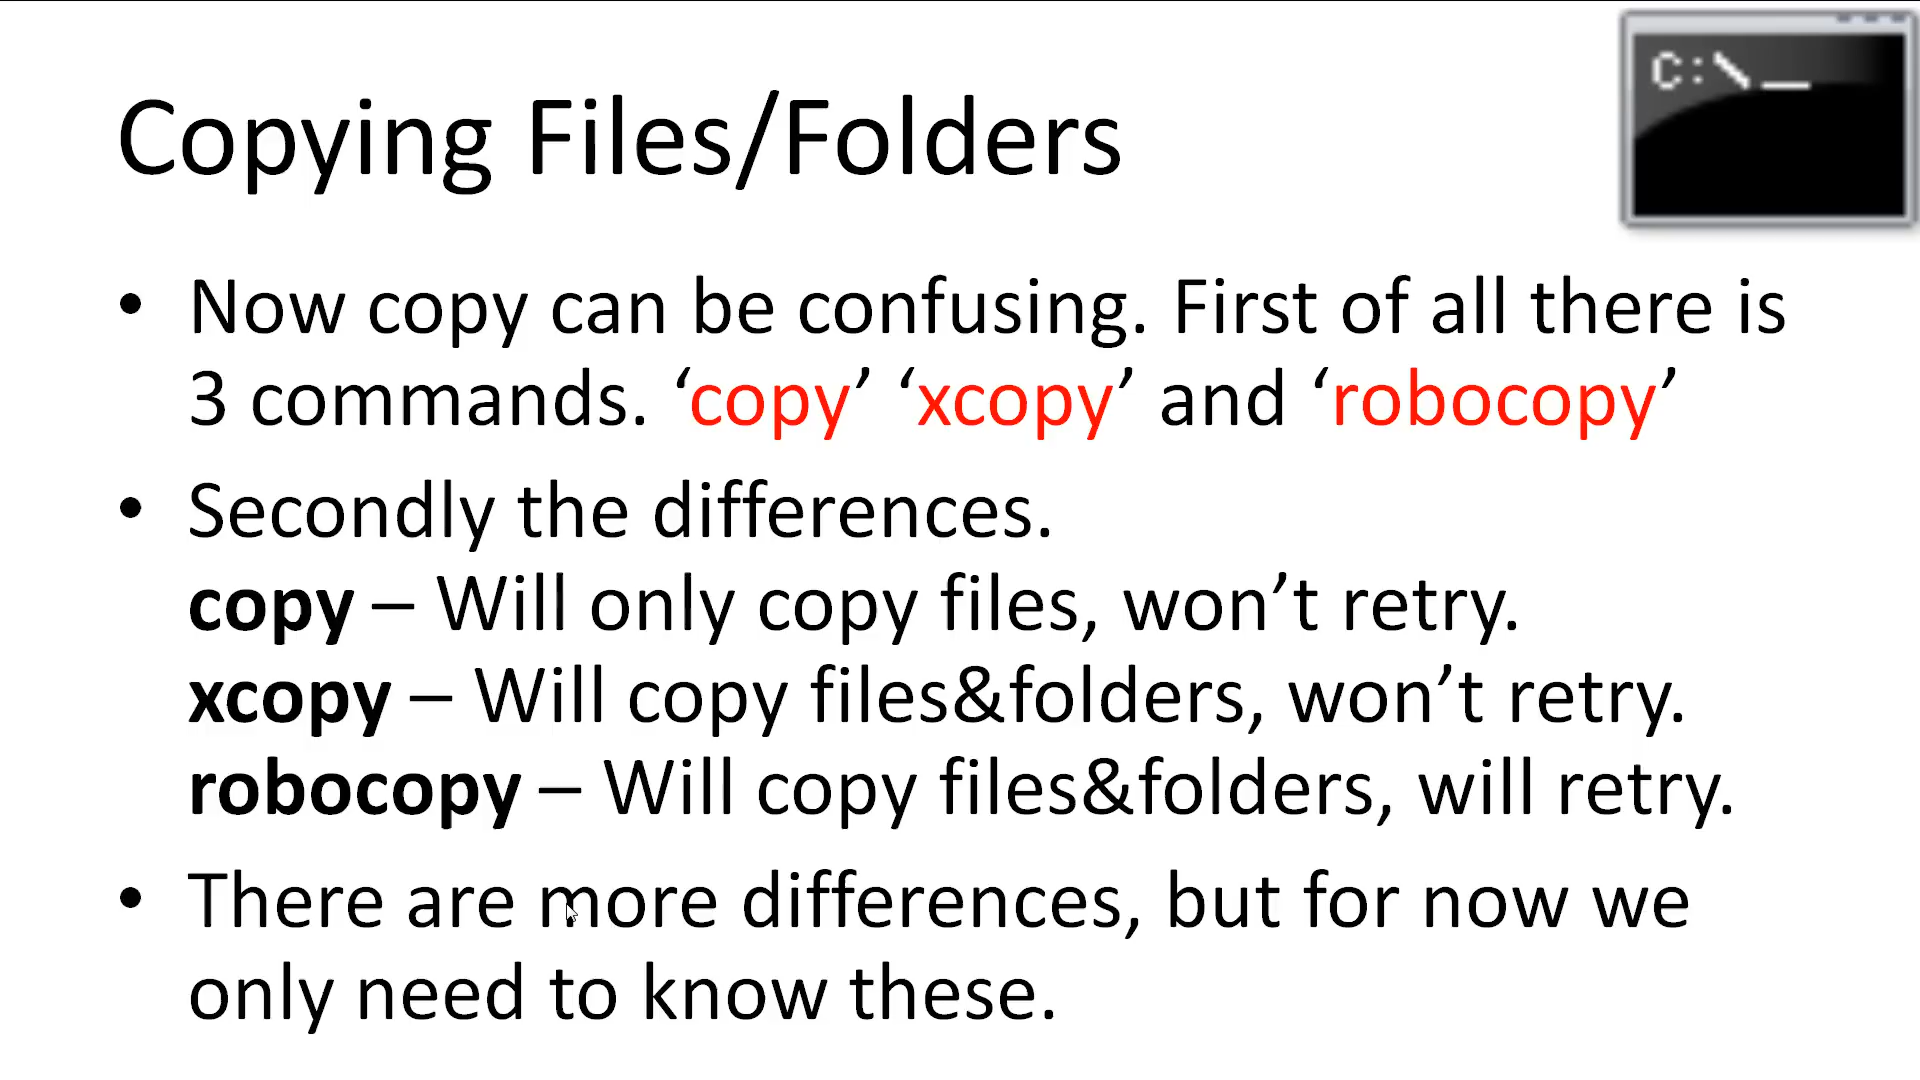 C:\_
Copying Files/Folders
• Now copy can be confusing. First of all there is
3 commands. ‘copy’ ‘xcopy’ and ‘robocopy’
• Secondly the differences.
copy – Will only copy files, won’t retry.
xcopy – Will copy files&folders, won’t retry.
robocopy – Will copy files&folders, will retry.
• There are more differences, but for now we
only need to know these.